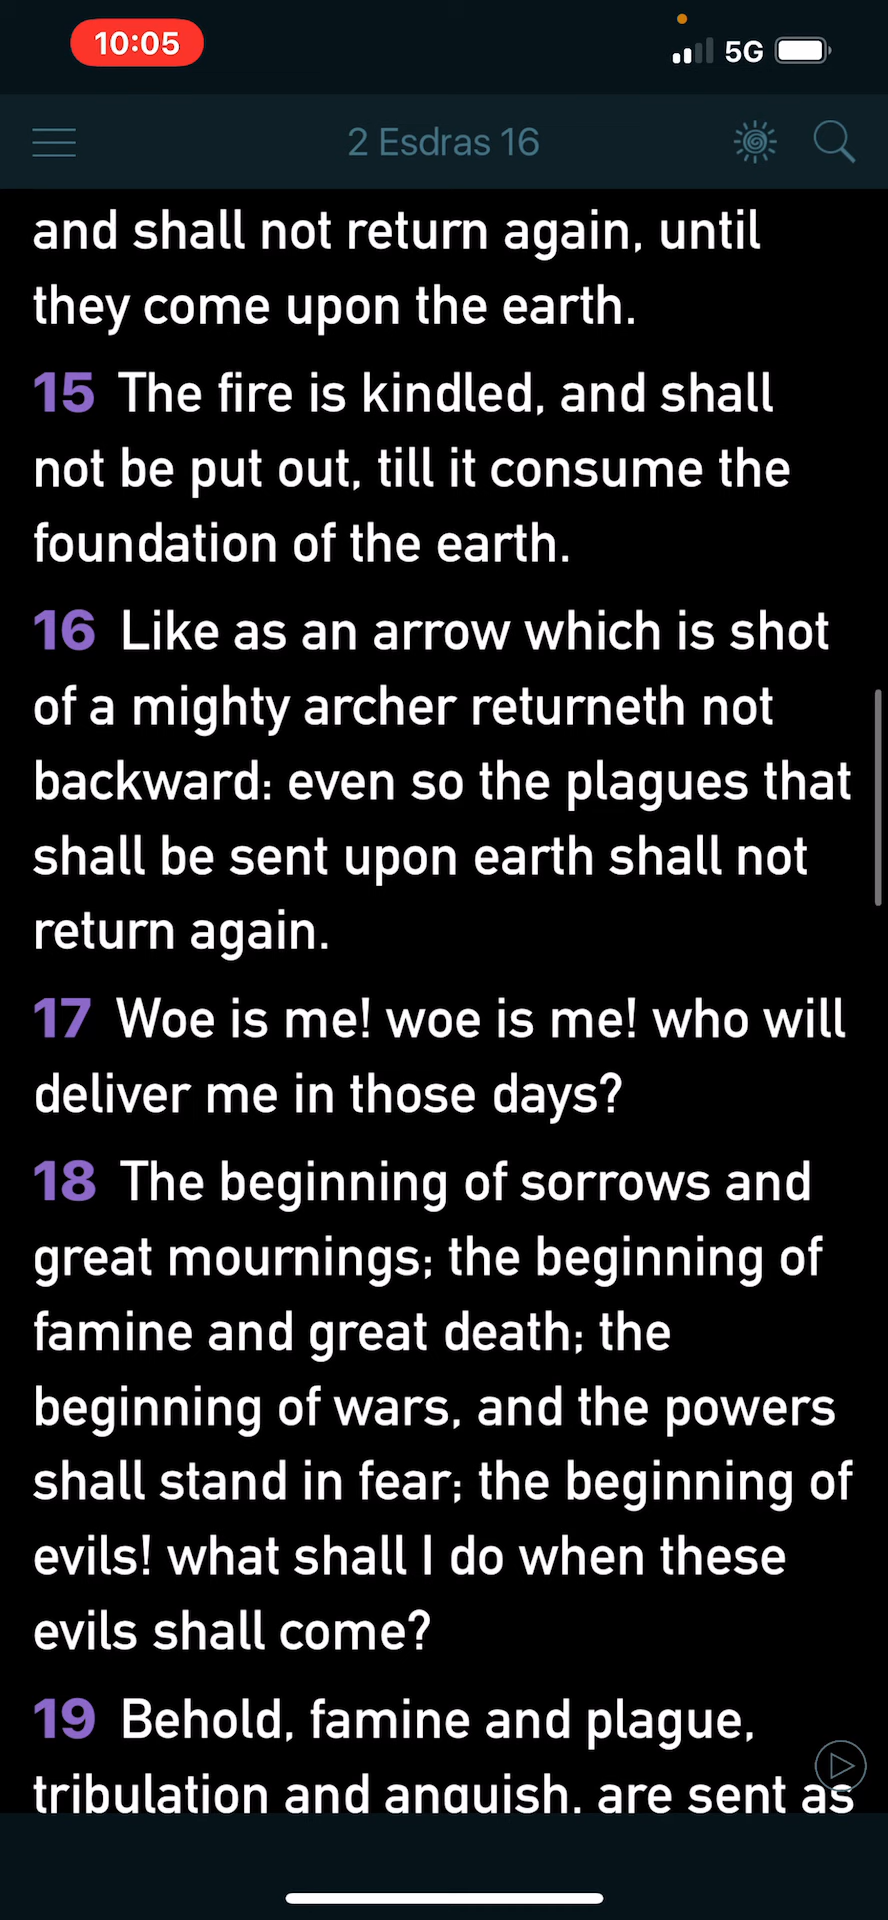 10:05
5G
2 Esdras 16
and shall not return again, until
they come upon the earth.
15 The fire is kindled, and shall
not be put out, till it consume the
foundation of the earth.
16 Like as an arrow which is shot
of a mighty archer returneth not
backward: even so the plagues that
shall be sent upon earth shall not
return again.
17 Woe is me! woe is me! who will
deliver me in those days?
18 The beginning of sorrows and
great mournings; the beginning of
famine and great death; the
beginning of wars, and the powers
shall stand in fear; the beginning of
evils! what shall I do when these
evils shall come?
19 Behold, famine and plague,
tribulation and anguish, are sent as